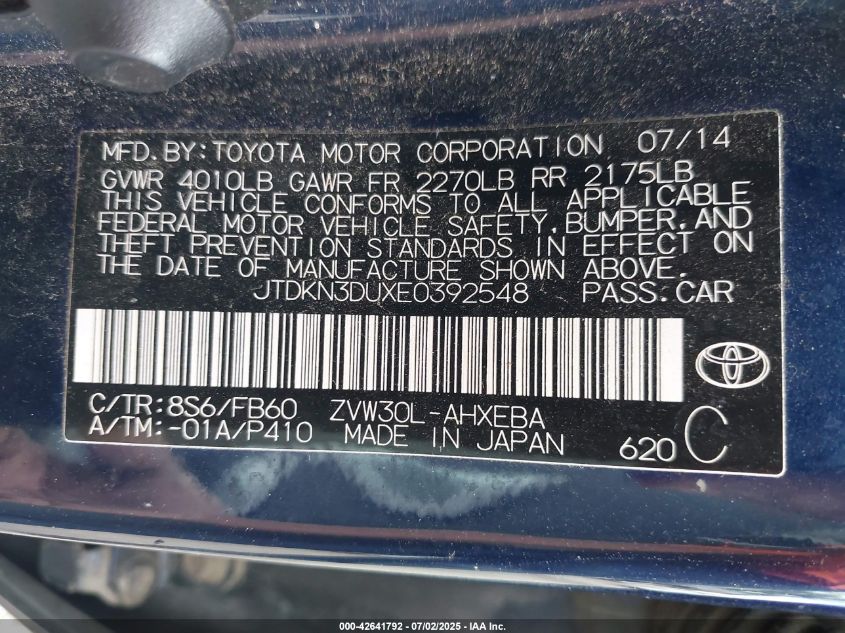 MFD.BY:TOYOTA MOTOR CORPORATION 07/14
GVWR 4010LB GAWR FR 2270LB RR 2175LB
THIS VEHICLE CONFORMS TO ALL APPLICABLE
FEDERAL MOTOR VEHICLE SAFETY,BUMPER,AND
THEFT PREVENTION STANDARDS IN EFFECT ON
THE DATE OF MANUFACTURE SHOWN ABOVE.
JTDKN3DUXE0392548 PASS.CAR
C/TR:8S6/FB60 ZVW30L-AHXEBA
A/TM:-01A/P410 MADE IN JAPAN 620 C
000-42641792 - 07/02/2025 - IAA Inc.